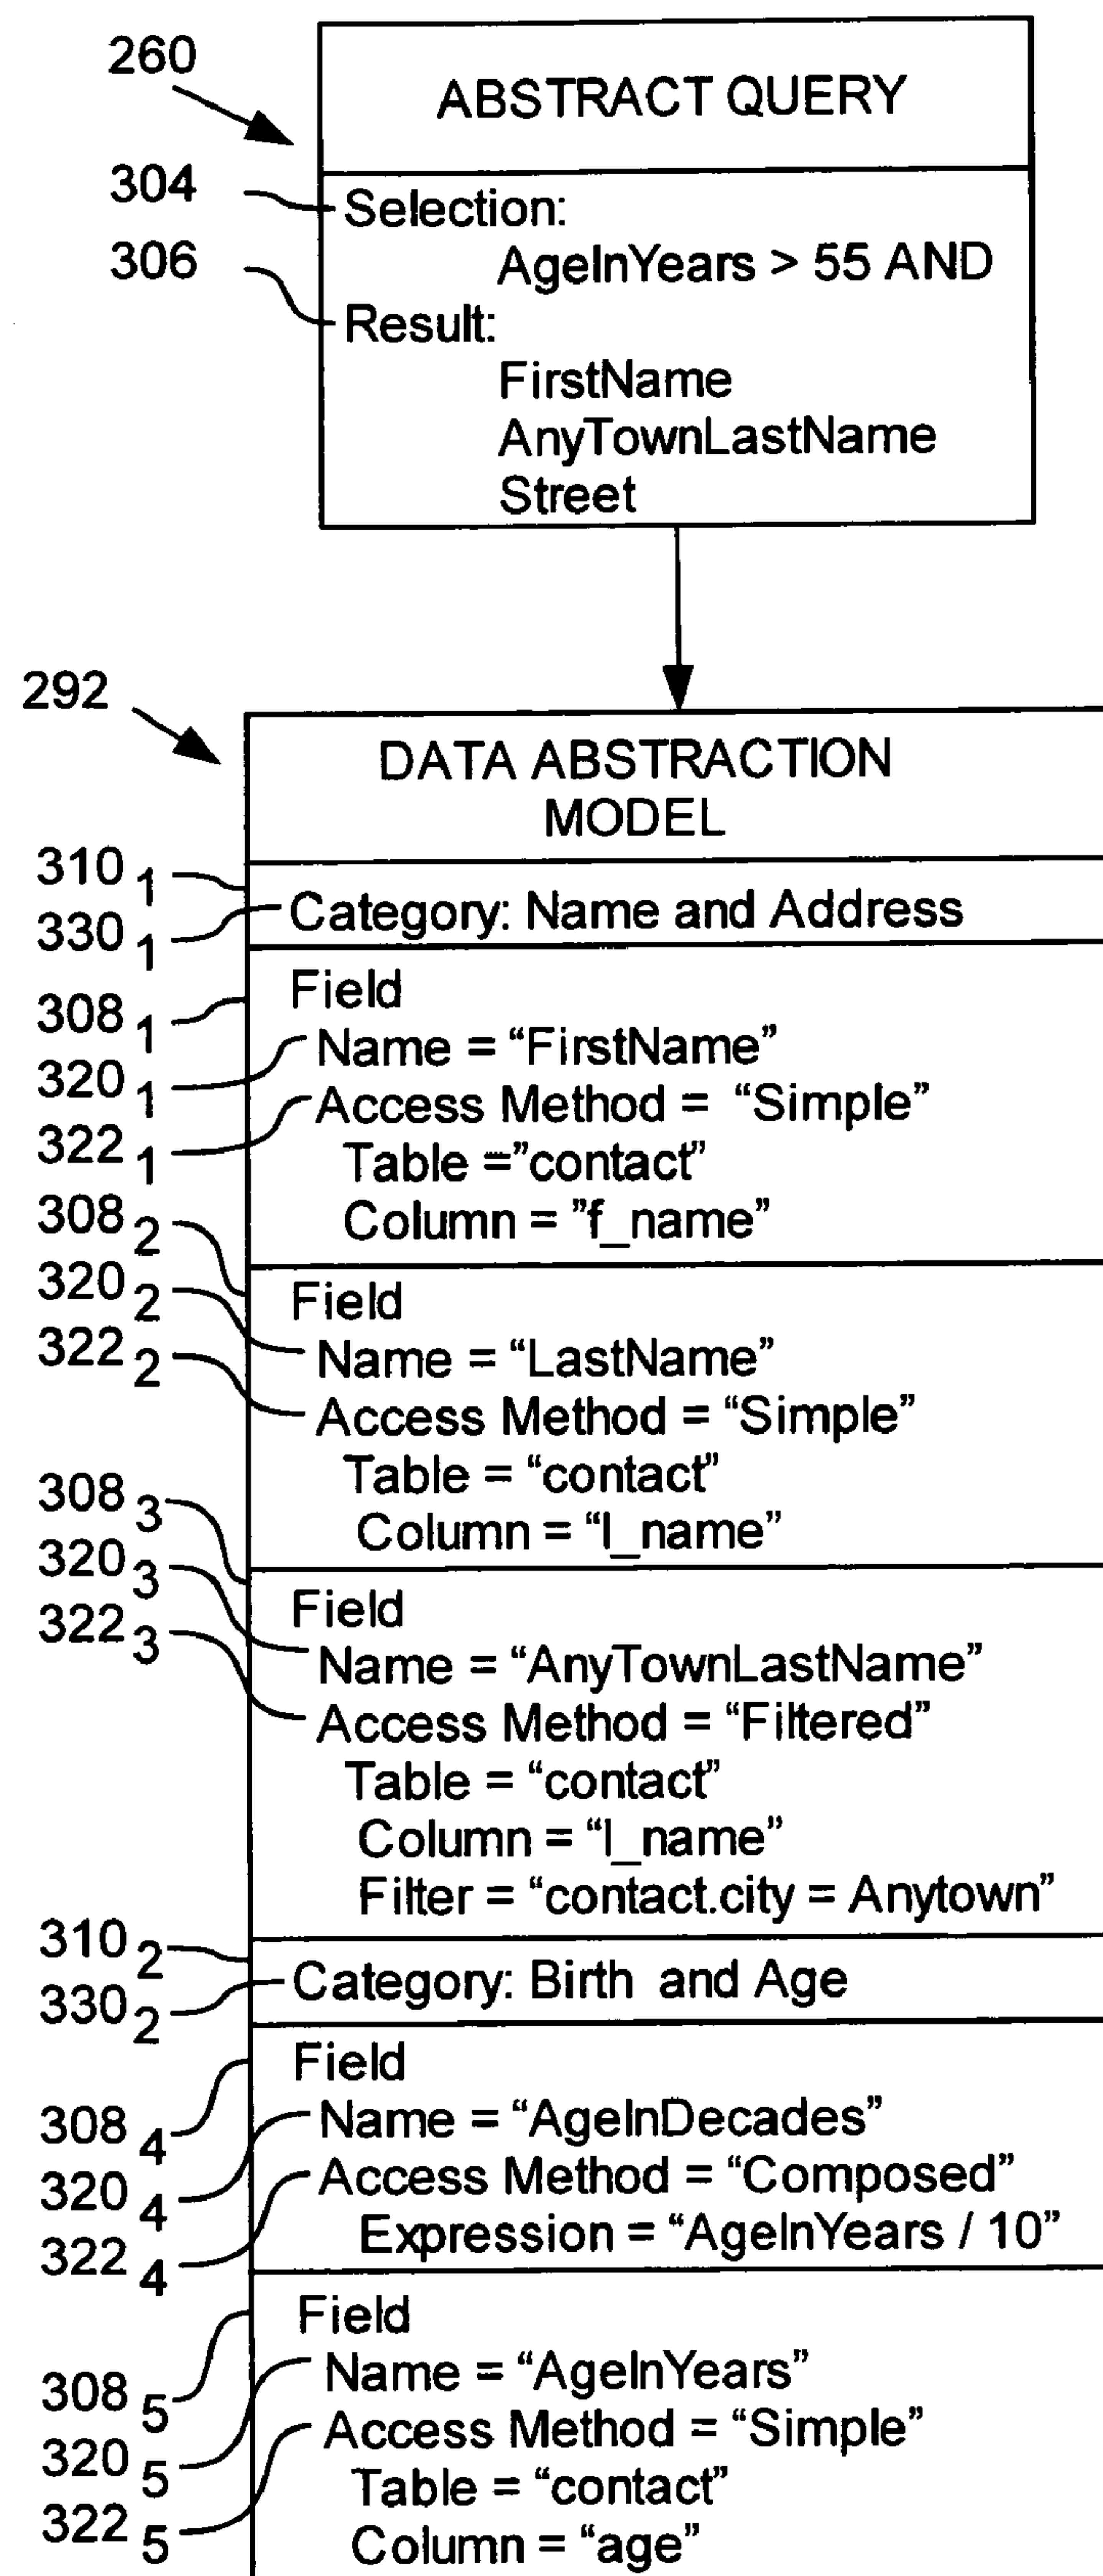 260
ABSTRACT QUERY
304
Selection:
AgeInYears > 55 AND
306
Result:
FirstName
AnyTownLastName
Street
292
DATA ABSTRACTION
MODEL
310 1
330 1
Category: Name and Address
308 1
Field
320 1
Name = “FirstName”
322 1
Access Method = “Simple”
Table =”contact”
Column = ”f_name”
308 2
Field
320 2
Name = “LastName”
322 2
Access Method = “Simple”
Table = “contact”
Column = “l_name”
308 3
Field
320 3
Name = “AnyTownLastName”
322 3
Access Method = “Filtered”
Table = “contact”
Column = “l_name”
Filter = “contact.city = Anytown”
310 2
330 2
Category: Birth and Age
308 4
Field
320 4
Name = “AgeInDecades”
322 4
Access Method = “Composed”
Expression = “AgeInYears / 10”
308 5
Field
320 5
Name = “AgeInYears”
322 5
Access Method = “Simple”
Table = “contact”
Column = “age”